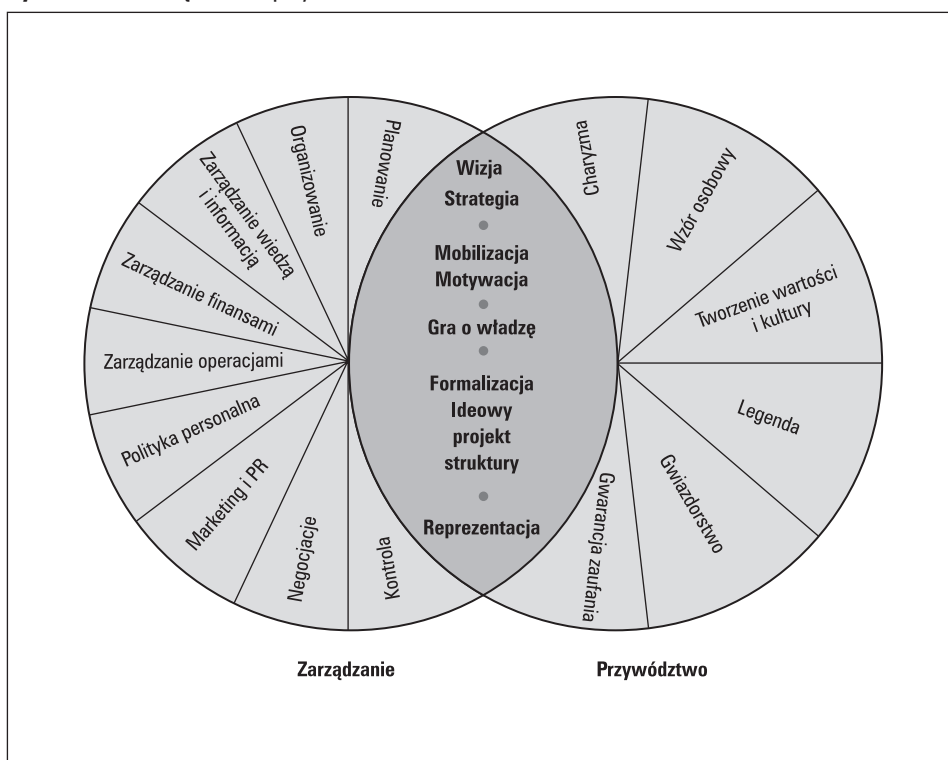 Planowanie
Organizowanie
Zarządzanie wiedzą
i informacją
Zarządzanie finansami
Zarządzanie operacjami
Polityka personalna
Marketing i PR
Negocjacje
Kontrola
Wizja
Strategia
Mobilizacja
Motywacja
Gra o władzę
Formalizacja
Ideowy
projekt
struktury
Reprezentacja
Charyzma
Wzór osobowy
Tworzenie wartości
i kultury
Legenda
Gwiazdorstwo
Gwarancja zaufania
Zarządzanie
Przywództwo